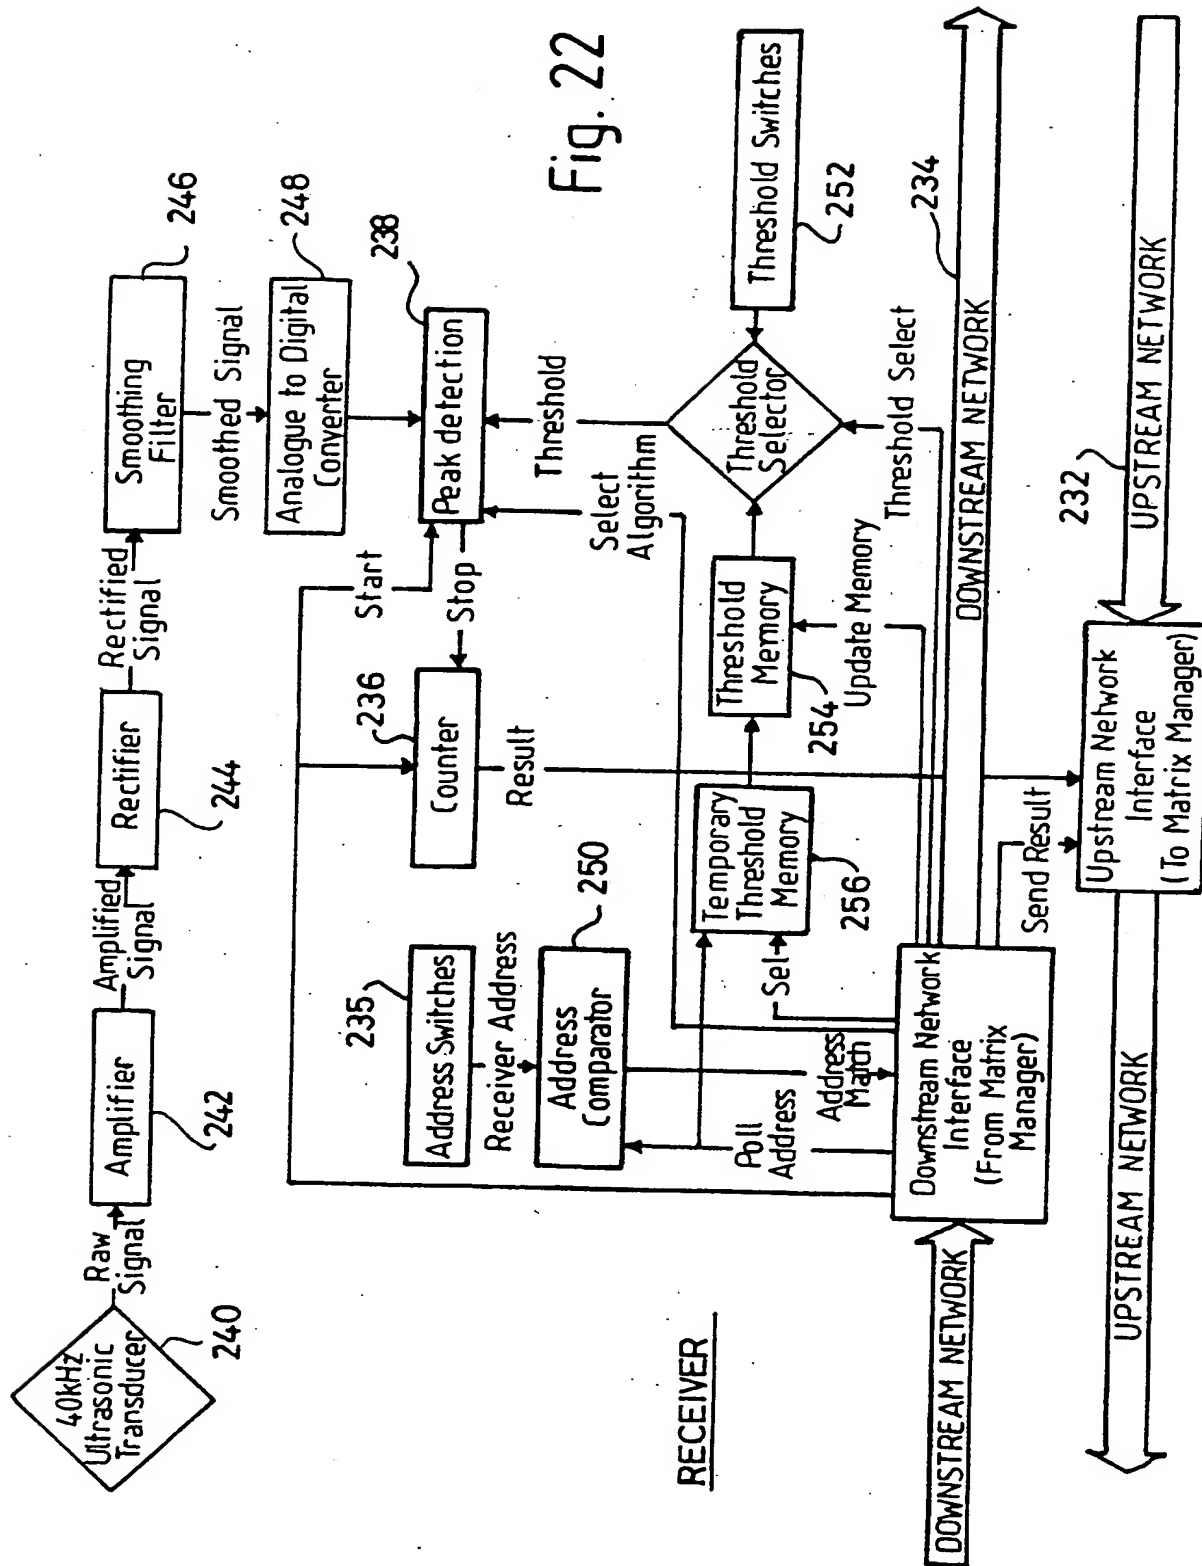 40kHz
Ultrasonic
Transducer
240
Raw
Signal
Amplifier
242
Amplified
Signal
Rectifier
244
Rectified
Signal
Smoothing
Filter
246
Smoothed Signal
Analogue to Digital
Converter
248
Peak detection
238
Start
Stop
Counter
236
Result
Threshold
Select
Algorithm
Fig. 22
Address Switches
235
Receiver Address
Address
Comparator
250
Temporary
Threshold
Memory
256
Threshold
Memory
254
Threshold
Selector
Threshold Switches
252
Poll
Address
Address
Match
Sel
Update Memory
Threshold Select
RECEIVER
DOWNSTREAM NETWORK
Downstream Network
Interface
(From Matrix
Manager)
DOWNSTREAM NETWORK
234
Send Result
UPSTREAM NETWORK
Upstream Network
Interface
(To Matrix Manager)
232
UPSTREAM NETWORK